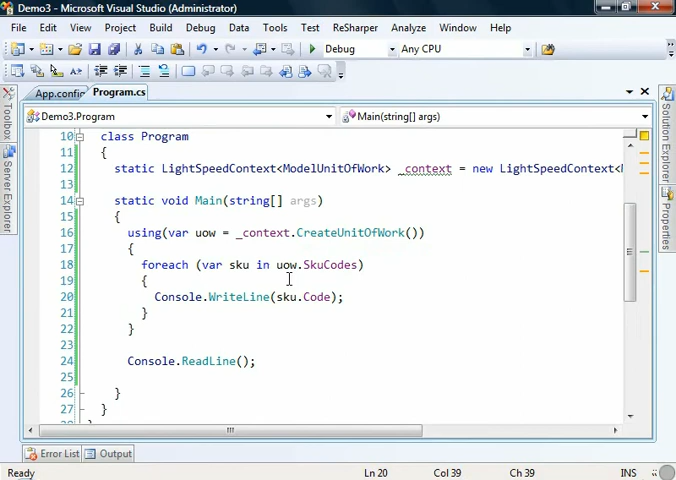 Demo3 - Microsoft Visual Studio (Administrator)
File Edit View Project Build Debug Data Tools Test ReSharper Analyze Window Help
Debug Any CPU
App.config Program.cs
Demo3.Program Main(string[] args)
10 class Program
11 {
12 static LightSpeedContext<ModelUnitOfWork> _context = new LightSpeedContext<
13
14 static void Main(string[] args)
15 {
16 using(var uow = _context.CreateUnitOfWork())
17 {
18 foreach (var sku in uow.SkuCodes)
19 {
20 Console.WriteLine(sku.Code);
21 }
22 }
23
24 Console.ReadLine();
25
26 }
27 }
Toolbox
Server Explorer
Solution Explorer
Properties
Error List Output
Ready Ln 20 Col 39 Ch 39 INS